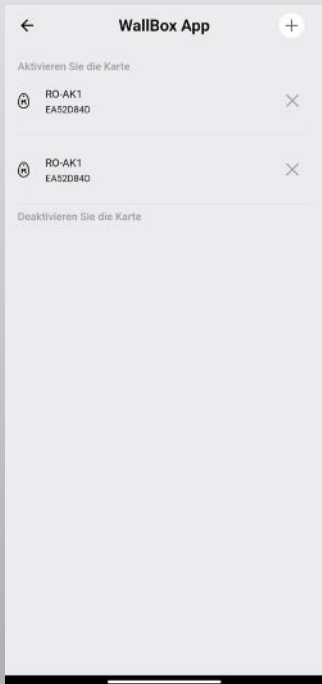 WallBox App
Aktivieren Sie die Karte
RO-AK1
EA52D84D
RO-AK1
EA52D84D
Deaktivieren Sie die Karte